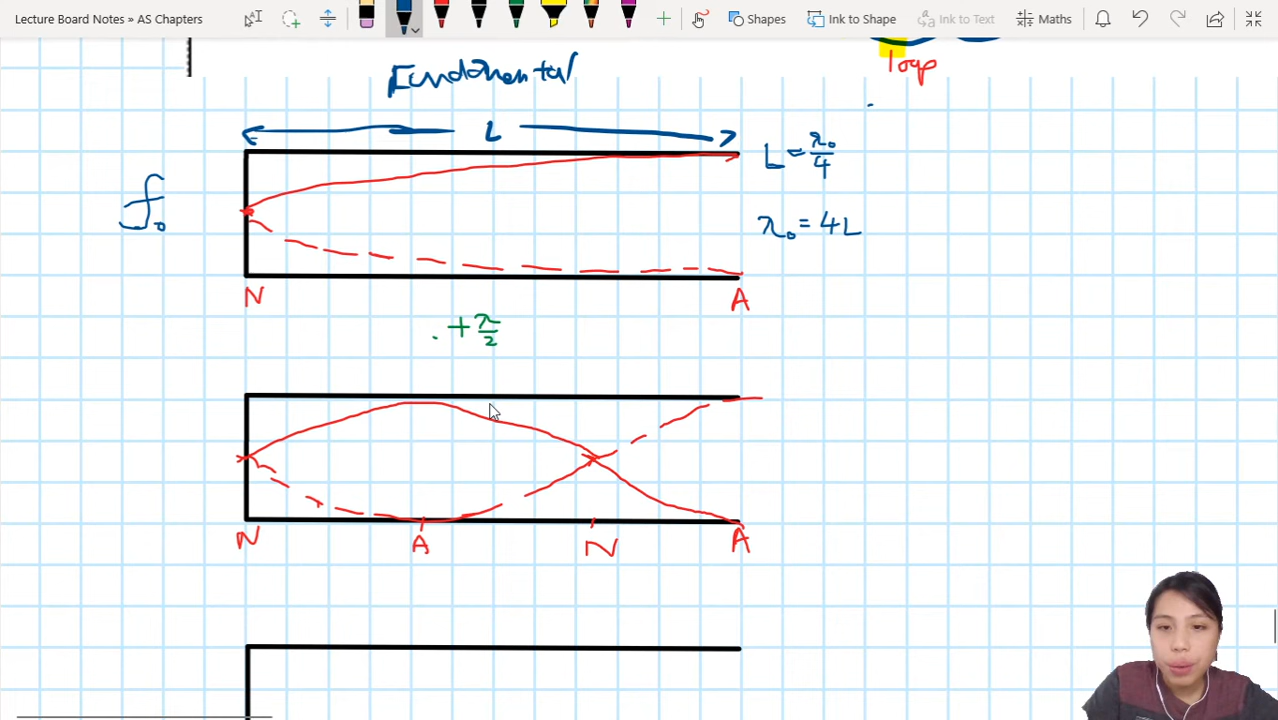 Lecture Board Notes » AS Chapters
Shapes
Ink to Shape
Ink to Text
Maths
loop
Fundamental
L
f₀
L = λ₀/4
λ₀ = 4L
N
A
+ λ/2
N
A
N
A